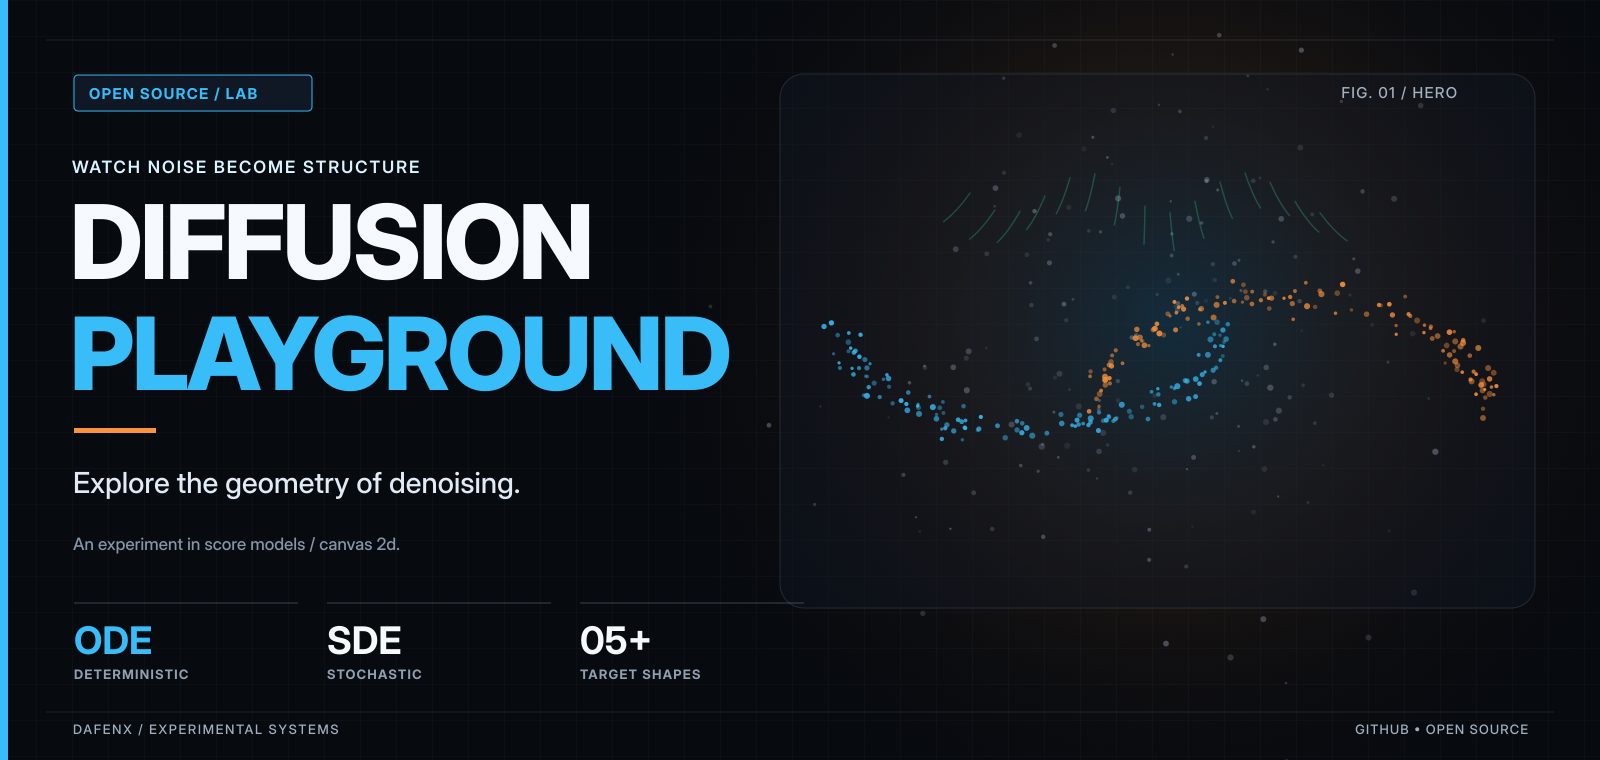 OPEN SOURCE / LAB
FIG. 01 / HERO
WATCH NOISE BECOME STRUCTURE
DIFFUSION
PLAYGROUND
Explore the geometry of denoising.
An experiment in score models / canvas 2d.
ODE
DETERMINISTIC
SDE
STOCHASTIC
05+
TARGET SHAPES
DAFENX / EXPERIMENTAL SYSTEMS
GITHUB • OPEN SOURCE